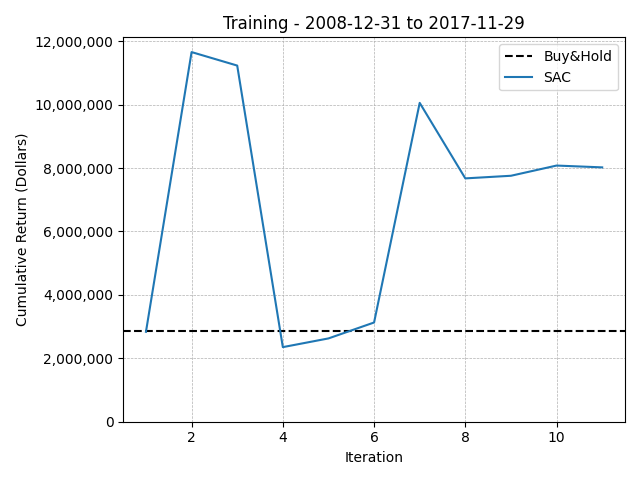 Training - 2008-12-31 to 2017-11-29
Buy&Hold
SAC
Cumulative Return (Dollars)
12,000,000
10,000,000
8,000,000
6,000,000
4,000,000
2,000,000
0
2 4 6 8 10
Iteration